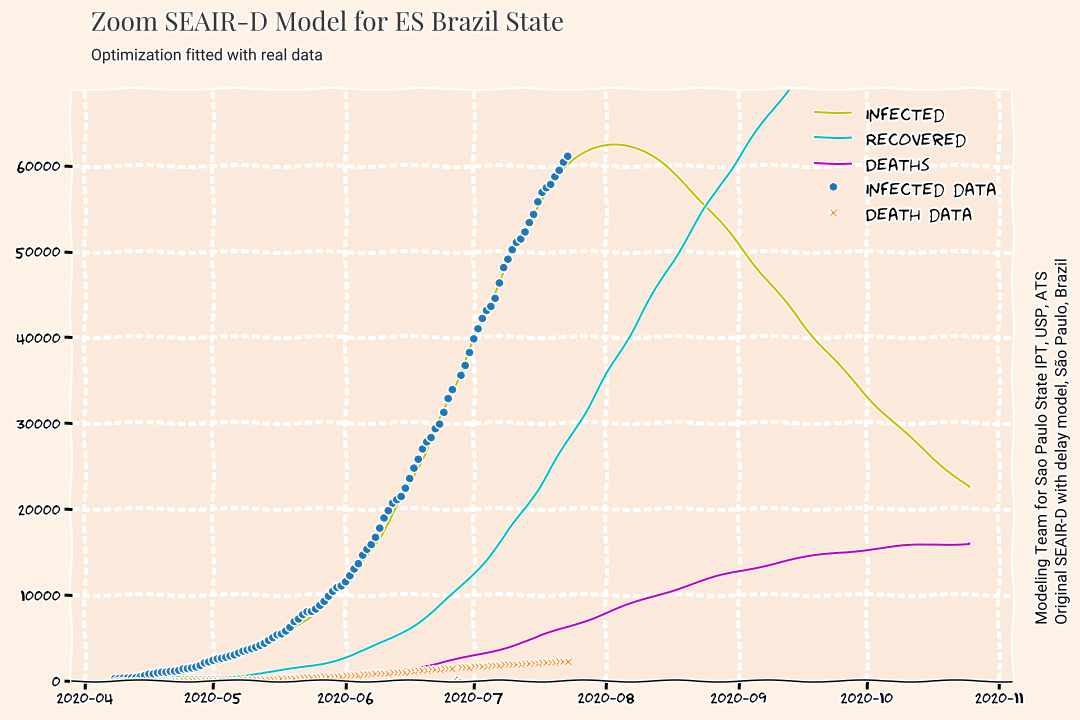 Zoom SEAIR-D Model for ES Brazil State
Optimization fitted with real data
INFECTED
RECOVERED
DEATHS
INFECTED DATA
DEATH DATA
60000
50000
40000
30000
20000
10000
0
2020-04
2020-05
2020-06
2020-07
2020-08
2020-09
2020-10
2020-11
Modeling Team for Sao Paulo State IPT, USP, ATS
Original SEAIR-D with delay model, São Paulo, Brazil